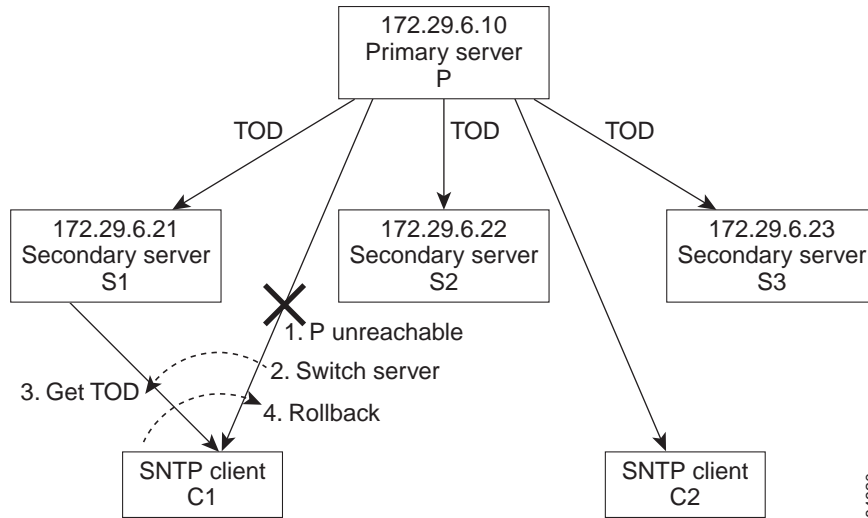 172.29.6.10
Primary server
P
TOD
TOD
TOD
172.29.6.21
Secondary server
S1
172.29.6.22
Secondary server
S2
172.29.6.23
Secondary server
S3
1. P unreachable
2. Switch server
3. Get TOD
4. Rollback
SNTP client
C1
SNTP client
C2